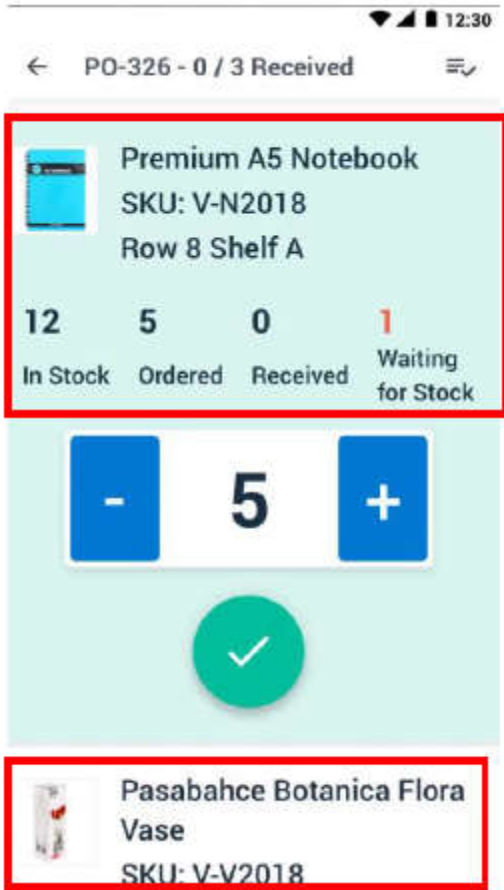 12:30
PO-326 - 0 / 3 Received
Premium A5 Notebook
SKU: V-N2018
Row 8 Shelf A
12 5 0 1
In Stock Ordered Received Waiting
for Stock
- 5 +
Pasabahce Botanica Flora
Vase
SKU: V-V2018